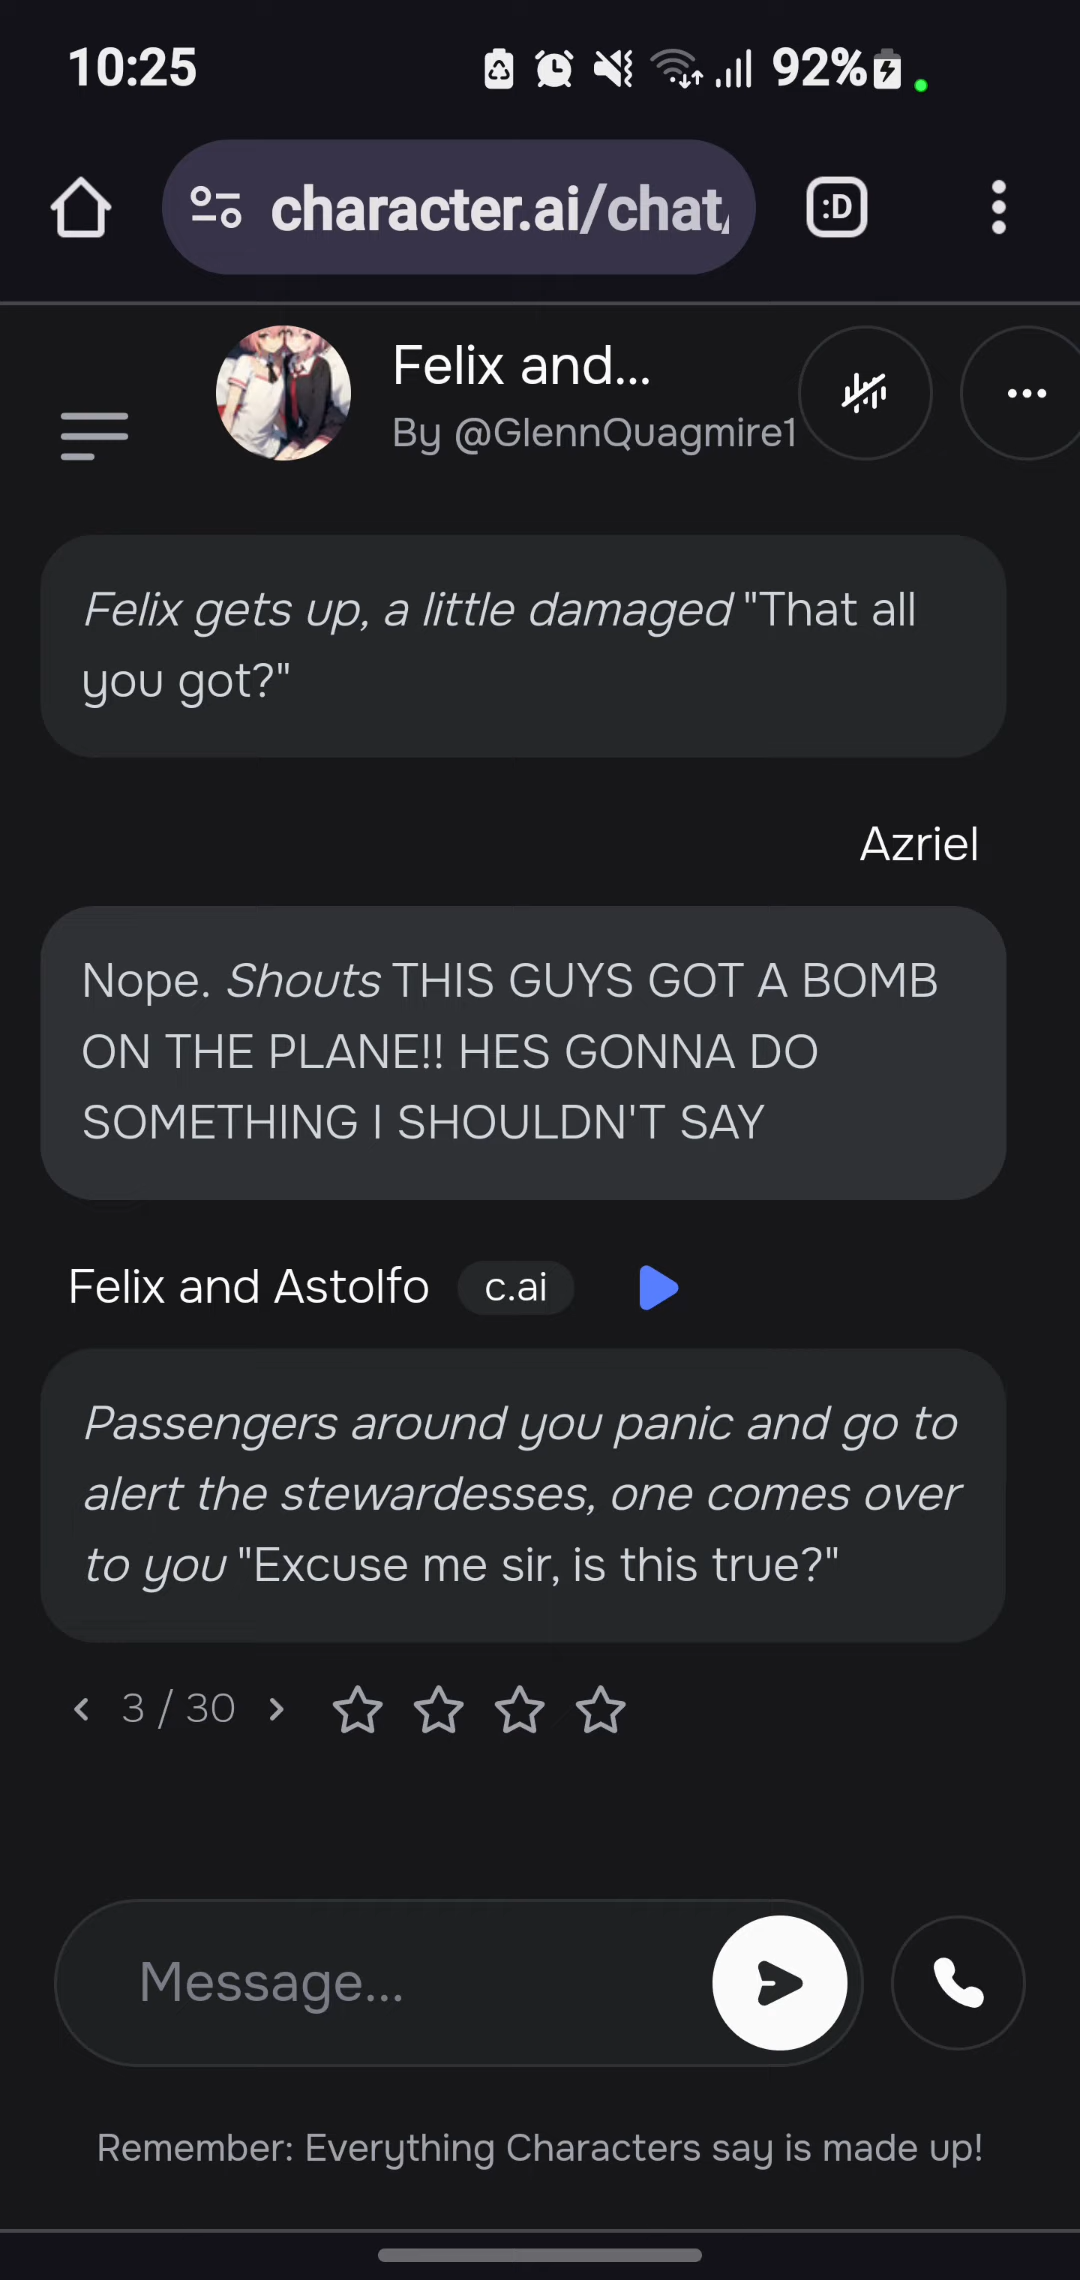 10:25
92%
character.ai/chat/
:D
Felix and...
By @GlennQuagmire1
Felix gets up, a little damaged "That all
you got?"
Azriel
Nope. Shouts THIS GUYS GOT A BOMB
ON THE PLANE!! HES GONNA DO
SOMETHING I SHOULDN'T SAY
Felix and Astolfo c.ai
Passengers around you panic and go to
alert the stewardesses, one comes over
to you "Excuse me sir, is this true?"
3 / 30
Message...
Remember: Everything Characters say is made up!